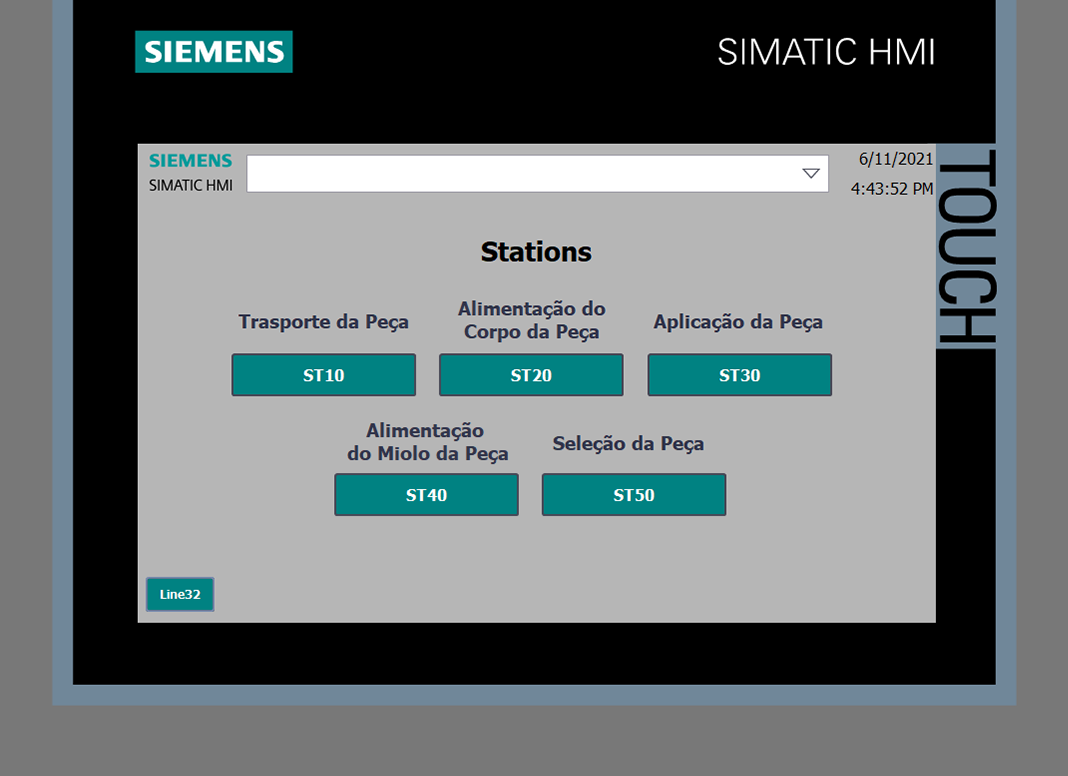 SIEMENS
SIMATIC HMI
SIEMENS
SIMATIC HMI
6/11/2021
4:43:52 PM
TOUCH
Stations
Trasporte da Peça
Alimentação do
Corpo da Peça
Aplicação da Peça
ST10
ST20
ST30
Alimentação
do Miolo da Peça
Seleção da Peça
ST40
ST50
Line32